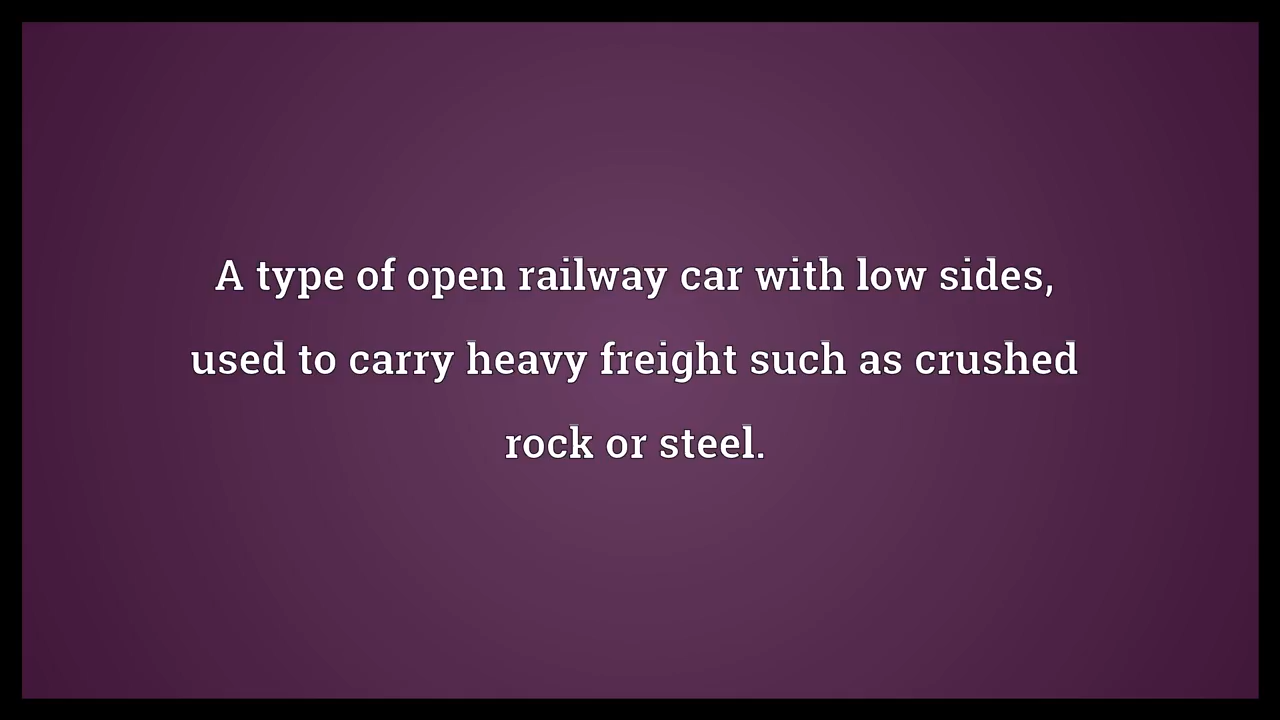 A type of open railway car with low sides,
used to carry heavy freight such as crushed
rock or steel.